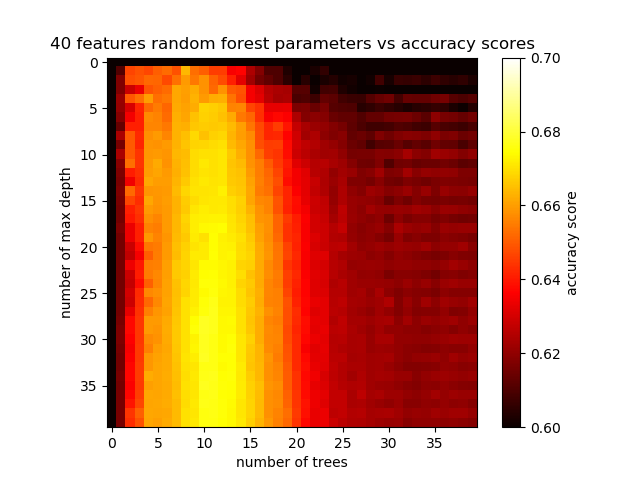 40 features random forest parameters vs accuracy scores
0
5
10
15
20
25
30
35
number of max depth
0 5 10 15 20 25 30 35
number of trees
0.70
0.68
0.66
0.64
0.62
0.60
accuracy score